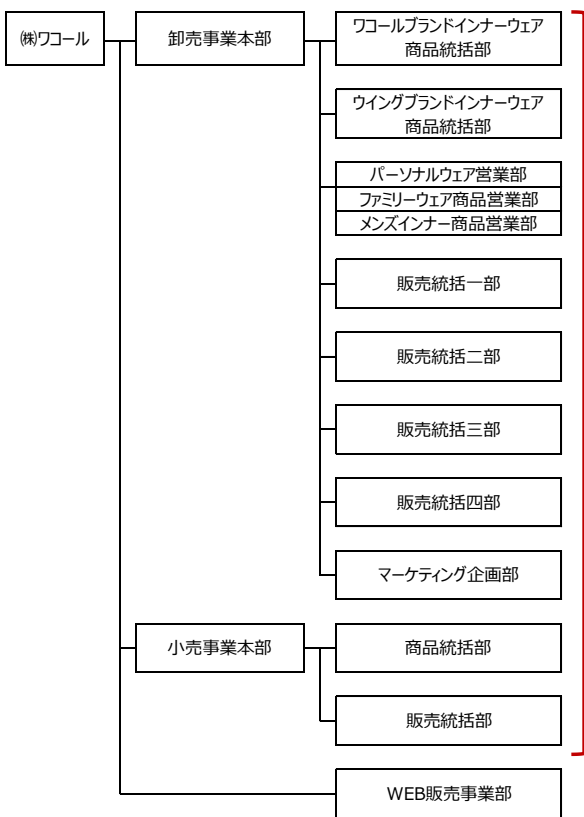 ㈱ワコール
卸売事業本部
ワコールブランドインナーウェア
商品統括部
ウイングブランドインナーウェア
商品統括部
パーソナルウェア営業部
ファミリーウェア商品営業部
メンズインナー商品営業部
販売統括一部
販売統括二部
販売統括三部
販売統括四部
マーケティング企画部
小売事業本部
商品統括部
販売統括部
WEB販売事業部